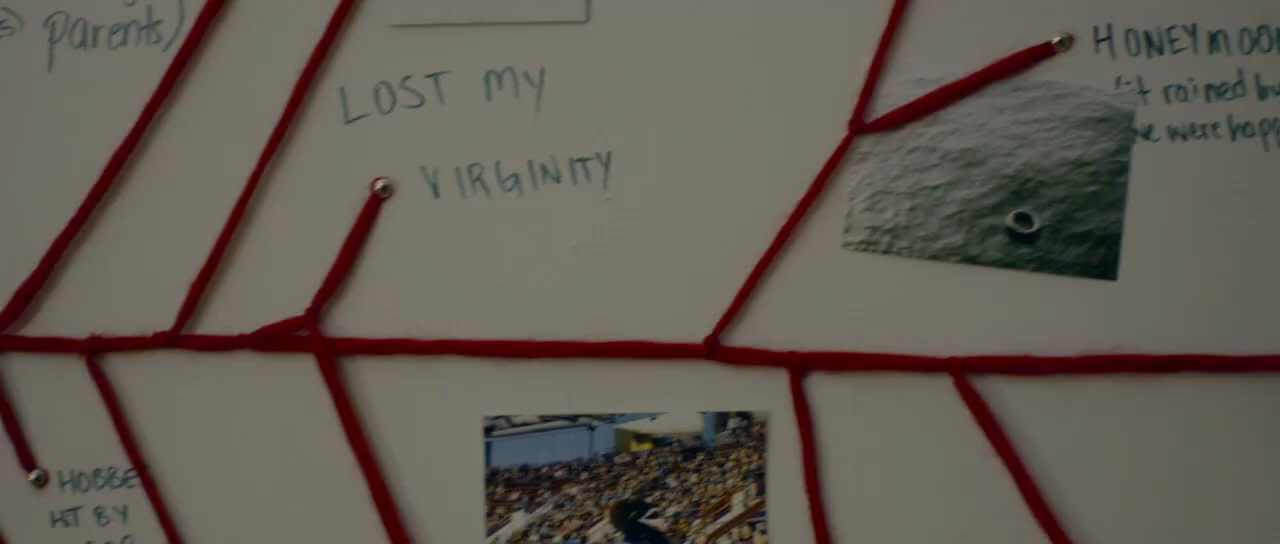 parents)
LOST MY
VIRGINITY
HONEYMOON
it rained bu
we were happ
HOBBE
HIT BY